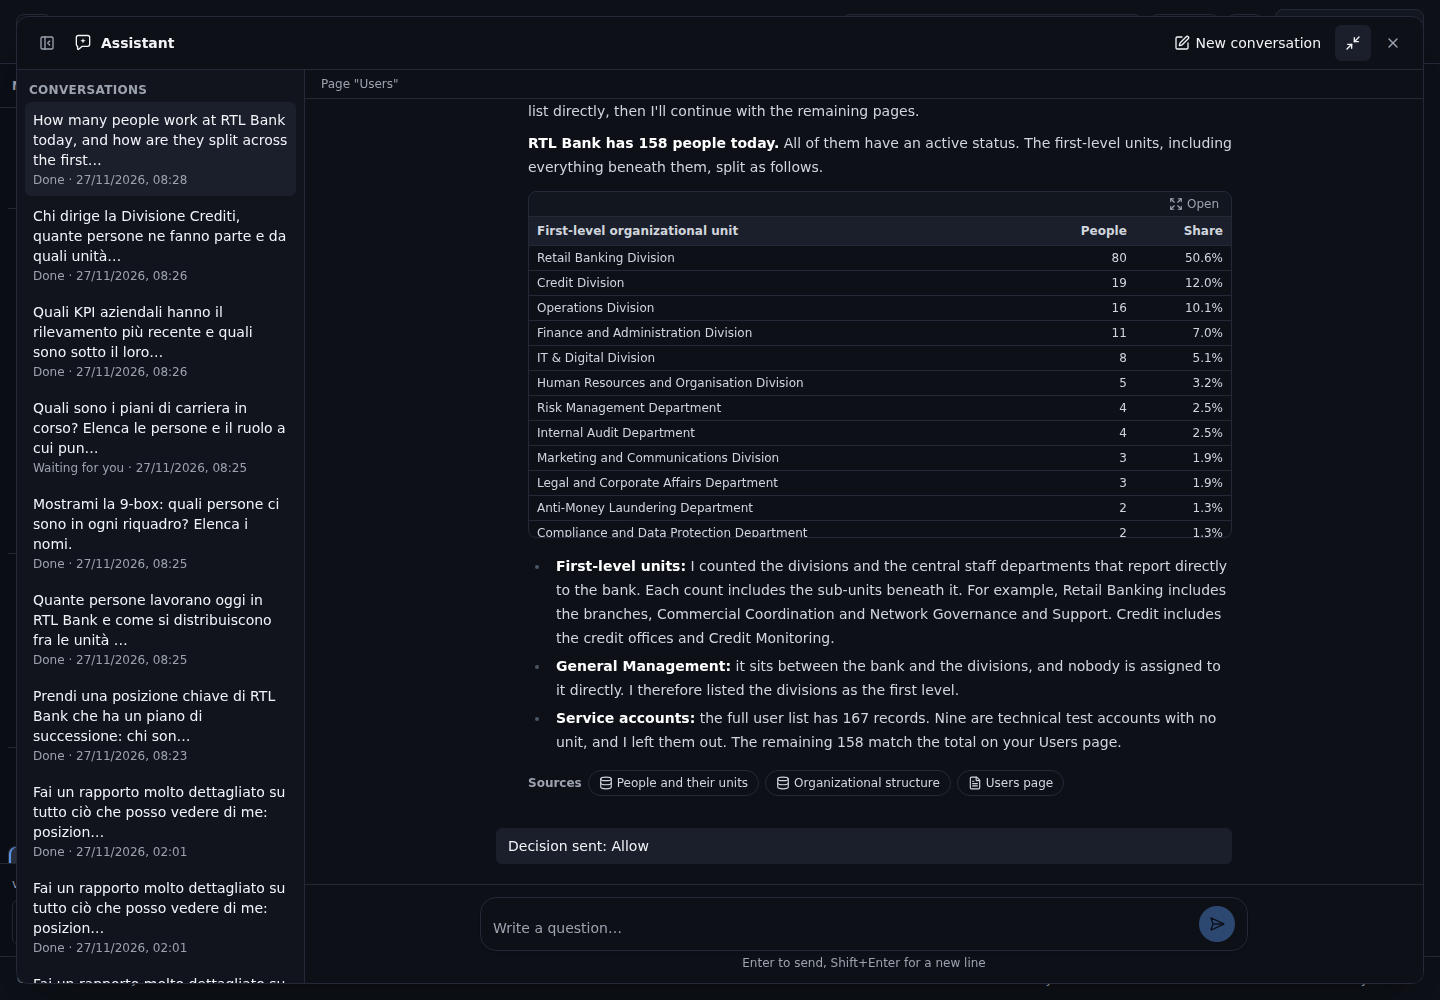 Assistant
New conversation
CONVERSATIONS
How many people work at RTL Bank
today, and how are they split across
the first…
Done · 27/11/2026, 08:28
Chi dirige la Divisione Crediti,
quante persone ne fanno parte e da
quali unità…
Done · 27/11/2026, 08:26
Quali KPI aziendali hanno il
rilevamento più recente e quali
sono sotto il loro…
Done · 27/11/2026, 08:26
Quali sono i piani di carriera in
corso? Elenca le persone e il ruolo a
cui pun…
Waiting for you · 27/11/2026, 08:25
Mostrami la 9-box: quali persone ci
sono in ogni riquadro? Elenca i
nomi.
Done · 27/11/2026, 08:25
Quante persone lavorano oggi in
RTL Bank e come si distribuiscono
fra le unità …
Done · 27/11/2026, 08:25
Prendi una posizione chiave di RTL
Bank che ha un piano di
successione: chi son…
Done · 27/11/2026, 08:23
Fai un rapporto molto dettagliato su
tutto ciò che posso vedere di me:
posizion…
Done · 27/11/2026, 02:01
Fai un rapporto molto dettagliato su
tutto ciò che posso vedere di me:
posizion…
Done · 27/11/2026, 02:01
Fai un rapporto molto dettagliato su
Page "Users"
list directly, then I'll continue with the remaining pages.
RTL Bank has 158 people today. All of them have an active status. The first-level units, including
everything beneath them, split as follows.
Open
First-level organizational unit People Share
Retail Banking Division 80 50.6%
Credit Division 19 12.0%
Operations Division 16 10.1%
Finance and Administration Division 11 7.0%
IT & Digital Division 8 5.1%
Human Resources and Organisation Division 5 3.2%
Risk Management Department 4 2.5%
Internal Audit Department 4 2.5%
Marketing and Communications Division 3 1.9%
Legal and Corporate Affairs Department 3 1.9%
Anti-Money Laundering Department 2 1.3%
Compliance and Data Protection Department 2 1.3%
First-level units: I counted the divisions and the central staff departments that report directly
to the bank. Each count includes the sub-units beneath it. For example, Retail Banking includes
the branches, Commercial Coordination and Network Governance and Support. Credit includes
the credit offices and Credit Monitoring.
General Management: it sits between the bank and the divisions, and nobody is assigned to
it directly. I therefore listed the divisions as the first level.
Service accounts: the full user list has 167 records. Nine are technical test accounts with no
unit, and I left them out. The remaining 158 match the total on your Users page.
Sources People and their units Organizational structure Users page
Decision sent: Allow
Write a question…
Enter to send, Shift+Enter for a new line